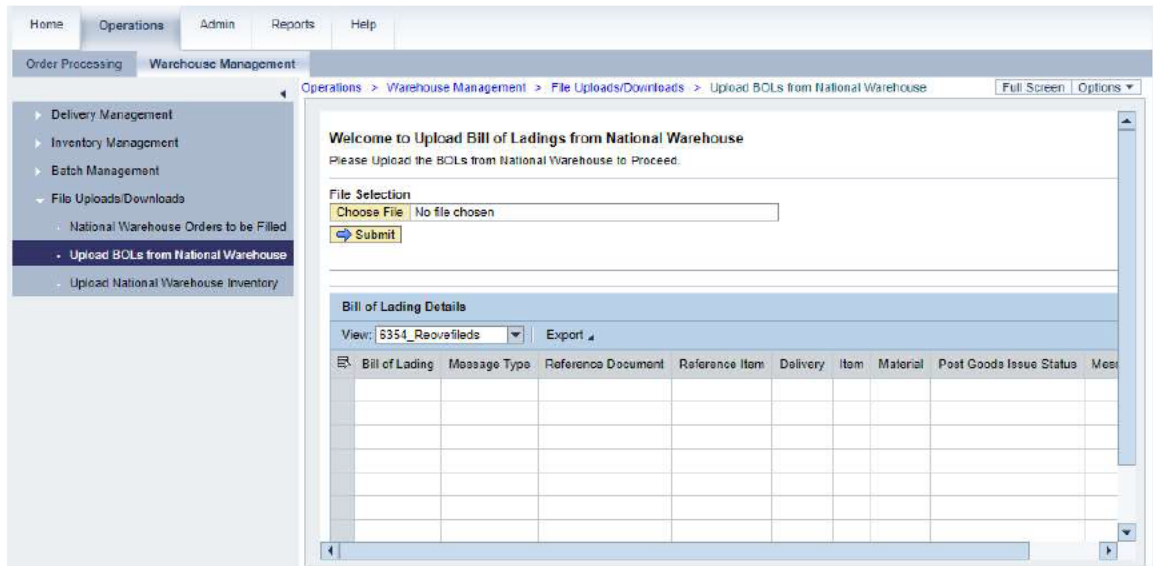 Home Operations Admin Reports Help
Order Processing Warehouse Management
Operations > Warehouse Management > File Uploads/Downloads > Upload BOLs from National Warehouse Full Screen Options
Delivery Management
Inventory Management
Batch Management
File Uploads/Downloads
National Warehouse Orders to be Filled
Upload BOLs from National Warehouse
Upload National Warehouse Inventory
Welcome to Upload Bill of Ladings from National Warehouse
Please Upload the BOLs from National Warehouse to Proceed.
File Selection
Choose File No file chosen
Submit
Bill of Lading Details
View: 6354_Reovefileds Export
Bill of Lading Message Type Reference Document Reference Item Delivery Item Material Post Goods Issue Status